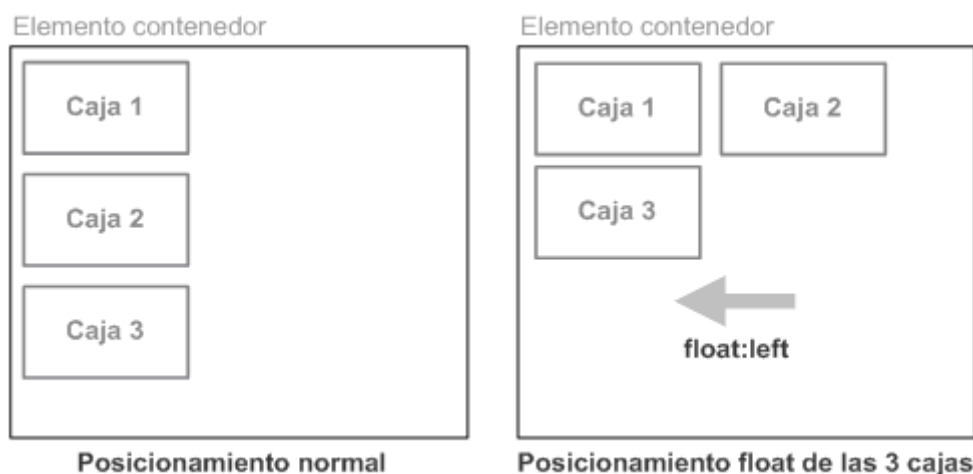 Elemento contenedor
Caja 1
Caja 2
Caja 3
Posicionamiento normal
Elemento contenedor
Caja 1
Caja 2
Caja 3
float:left
Posicionamiento float de las 3 cajas